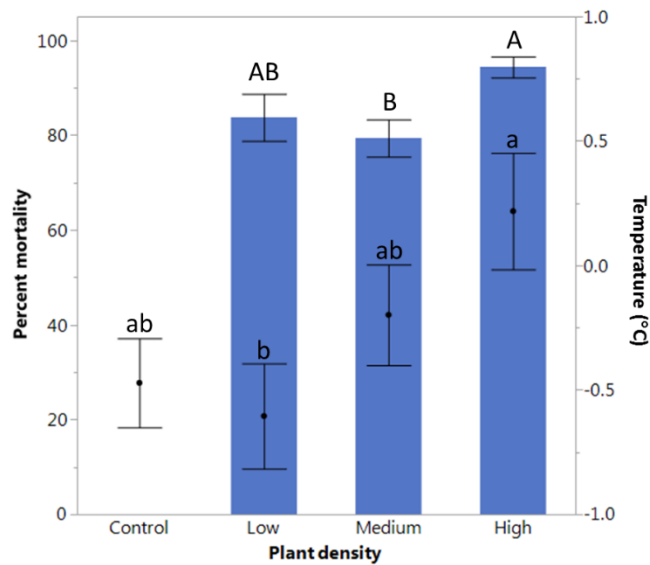 Percent mortality
100
80
60
40
20
0
AB
B
A
ab
b
ab
a
1.0
0.5
0.0
-0.5
-1.0
Temperature (°C)
Control Low Medium High
Plant density